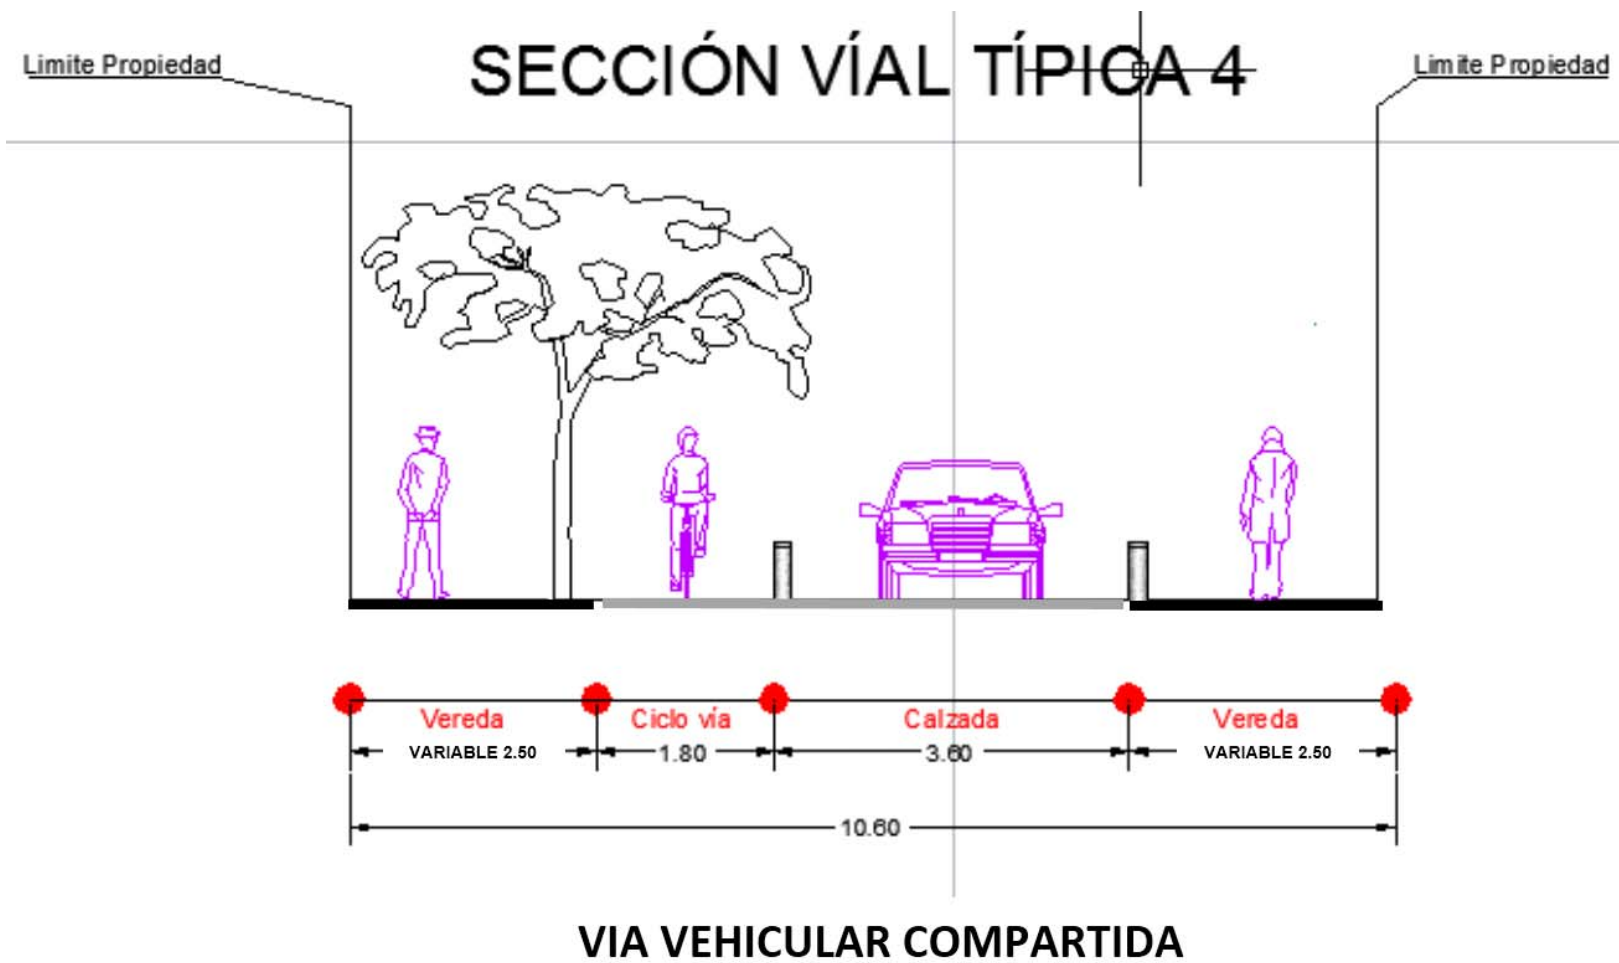 SECCIÓN VÍAL TÍPICA 4
Limite Propiedad
Limite Propiedad
Vereda
Ciclo vía
Calzada
Vereda
VARIABLE 2.50
1.80
3.60
VARIABLE 2.50
10.60
VIA VEHICULAR COMPARTIDA